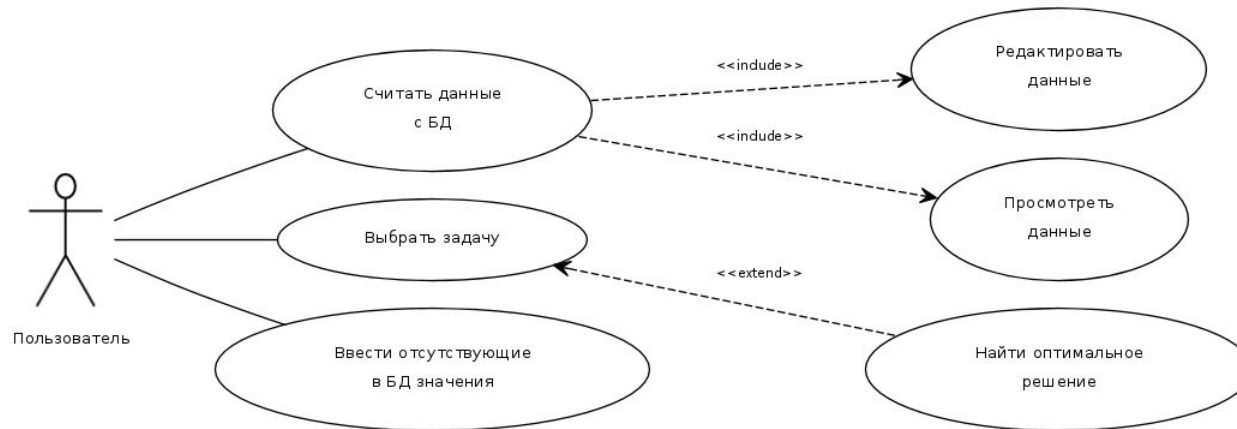 Считать данные
с БД
<<include>>
Редактировать
данные
<<include>>
Просмотреть
данные
Выбрать задачу
<<extend>>
Пользователь
Ввести отсутствующие
в БД значения
Найти оптимальное
решение